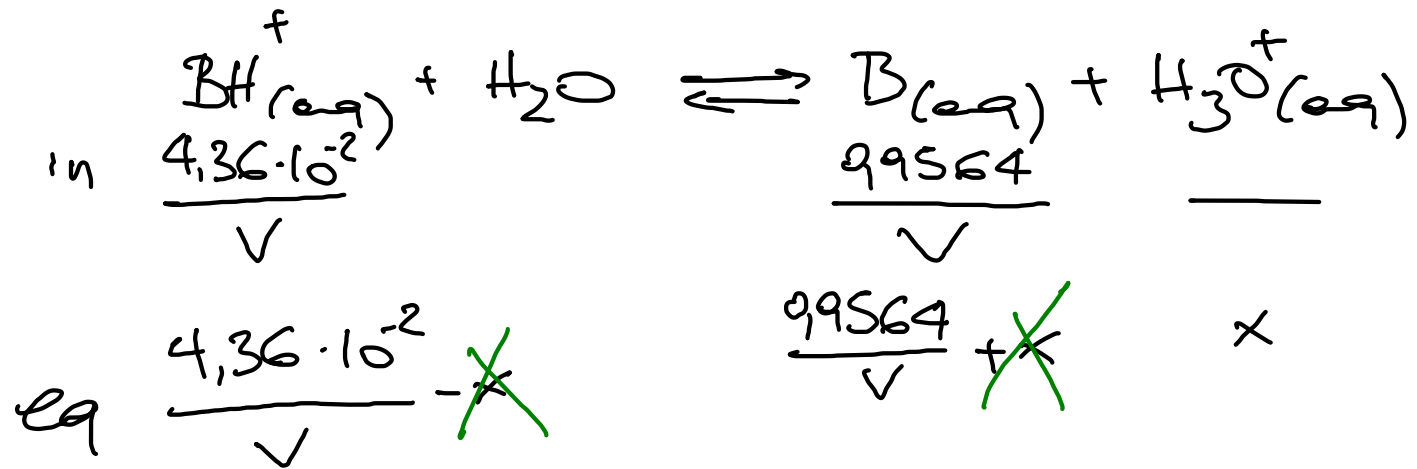 BH⁺(aq) + H₂O ⇌ B(aq) + H₃O⁺(aq)
in 4,36·10⁻²/V 0,9564/V —
eq 4,36·10⁻²/V - x 0,9564/V + x x